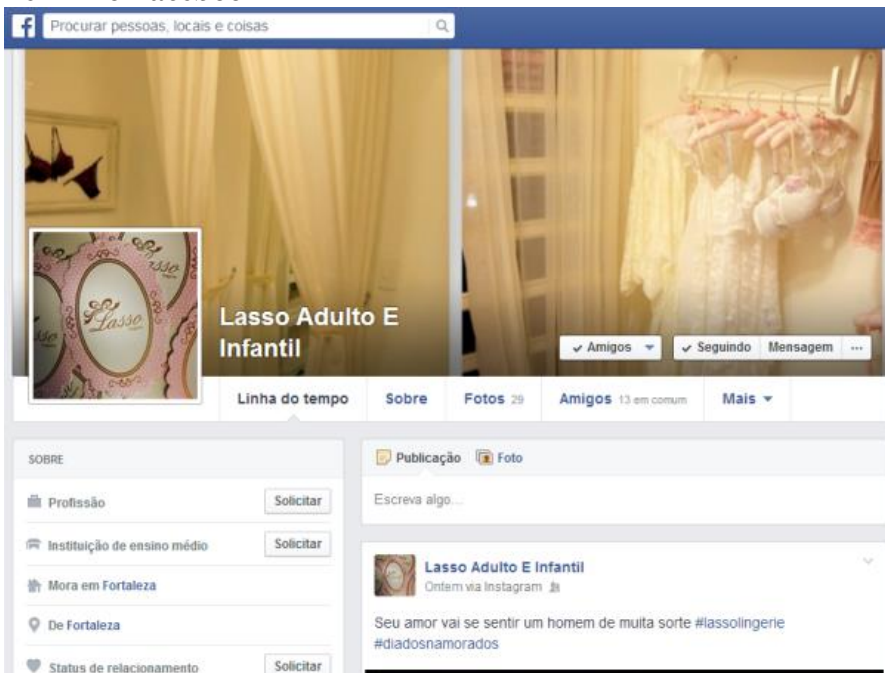 Procurar pessoas, locais e coisas
Lasso
Lasso Adulto E
Infantil
Amigos
Seguindo
Mensagem
...
Linha do tempo
Sobre
Fotos 29
Amigos 13 em comum
Mais
SOBRE
Profissão
Solicitar
Instituição de ensino médio
Solicitar
Mora em Fortaleza
De Fortaleza
Status de relacionamento
Solicitar
Publicação
Foto
Escreva algo...
Lasso Adulto E Infantil
Ontem via Instagram
Seu amor vai se sentir um homem de muita sorte #lassolingerie
#diadosnamorados